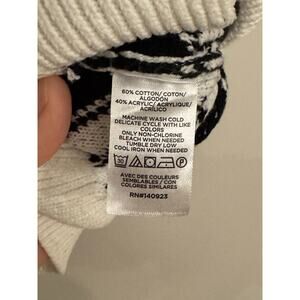 60% COTTON/ COTON/
ALGODÓN
40% ACRYLIC/ ACRYLIQUE/
ACRÍLICO
MACHINE WASH COLD
DELICATE CYCLE WITH LIKE
COLORS
ONLY NON-CHLORINE
BLEACH WHEN NEEDED
TUMBLE DRY LOW
COOL IRON WHEN NEEDED
30 P
AVEC DES COULEURS
SEMBLABLES / CON
COLORES SIMILARES
RN#140923